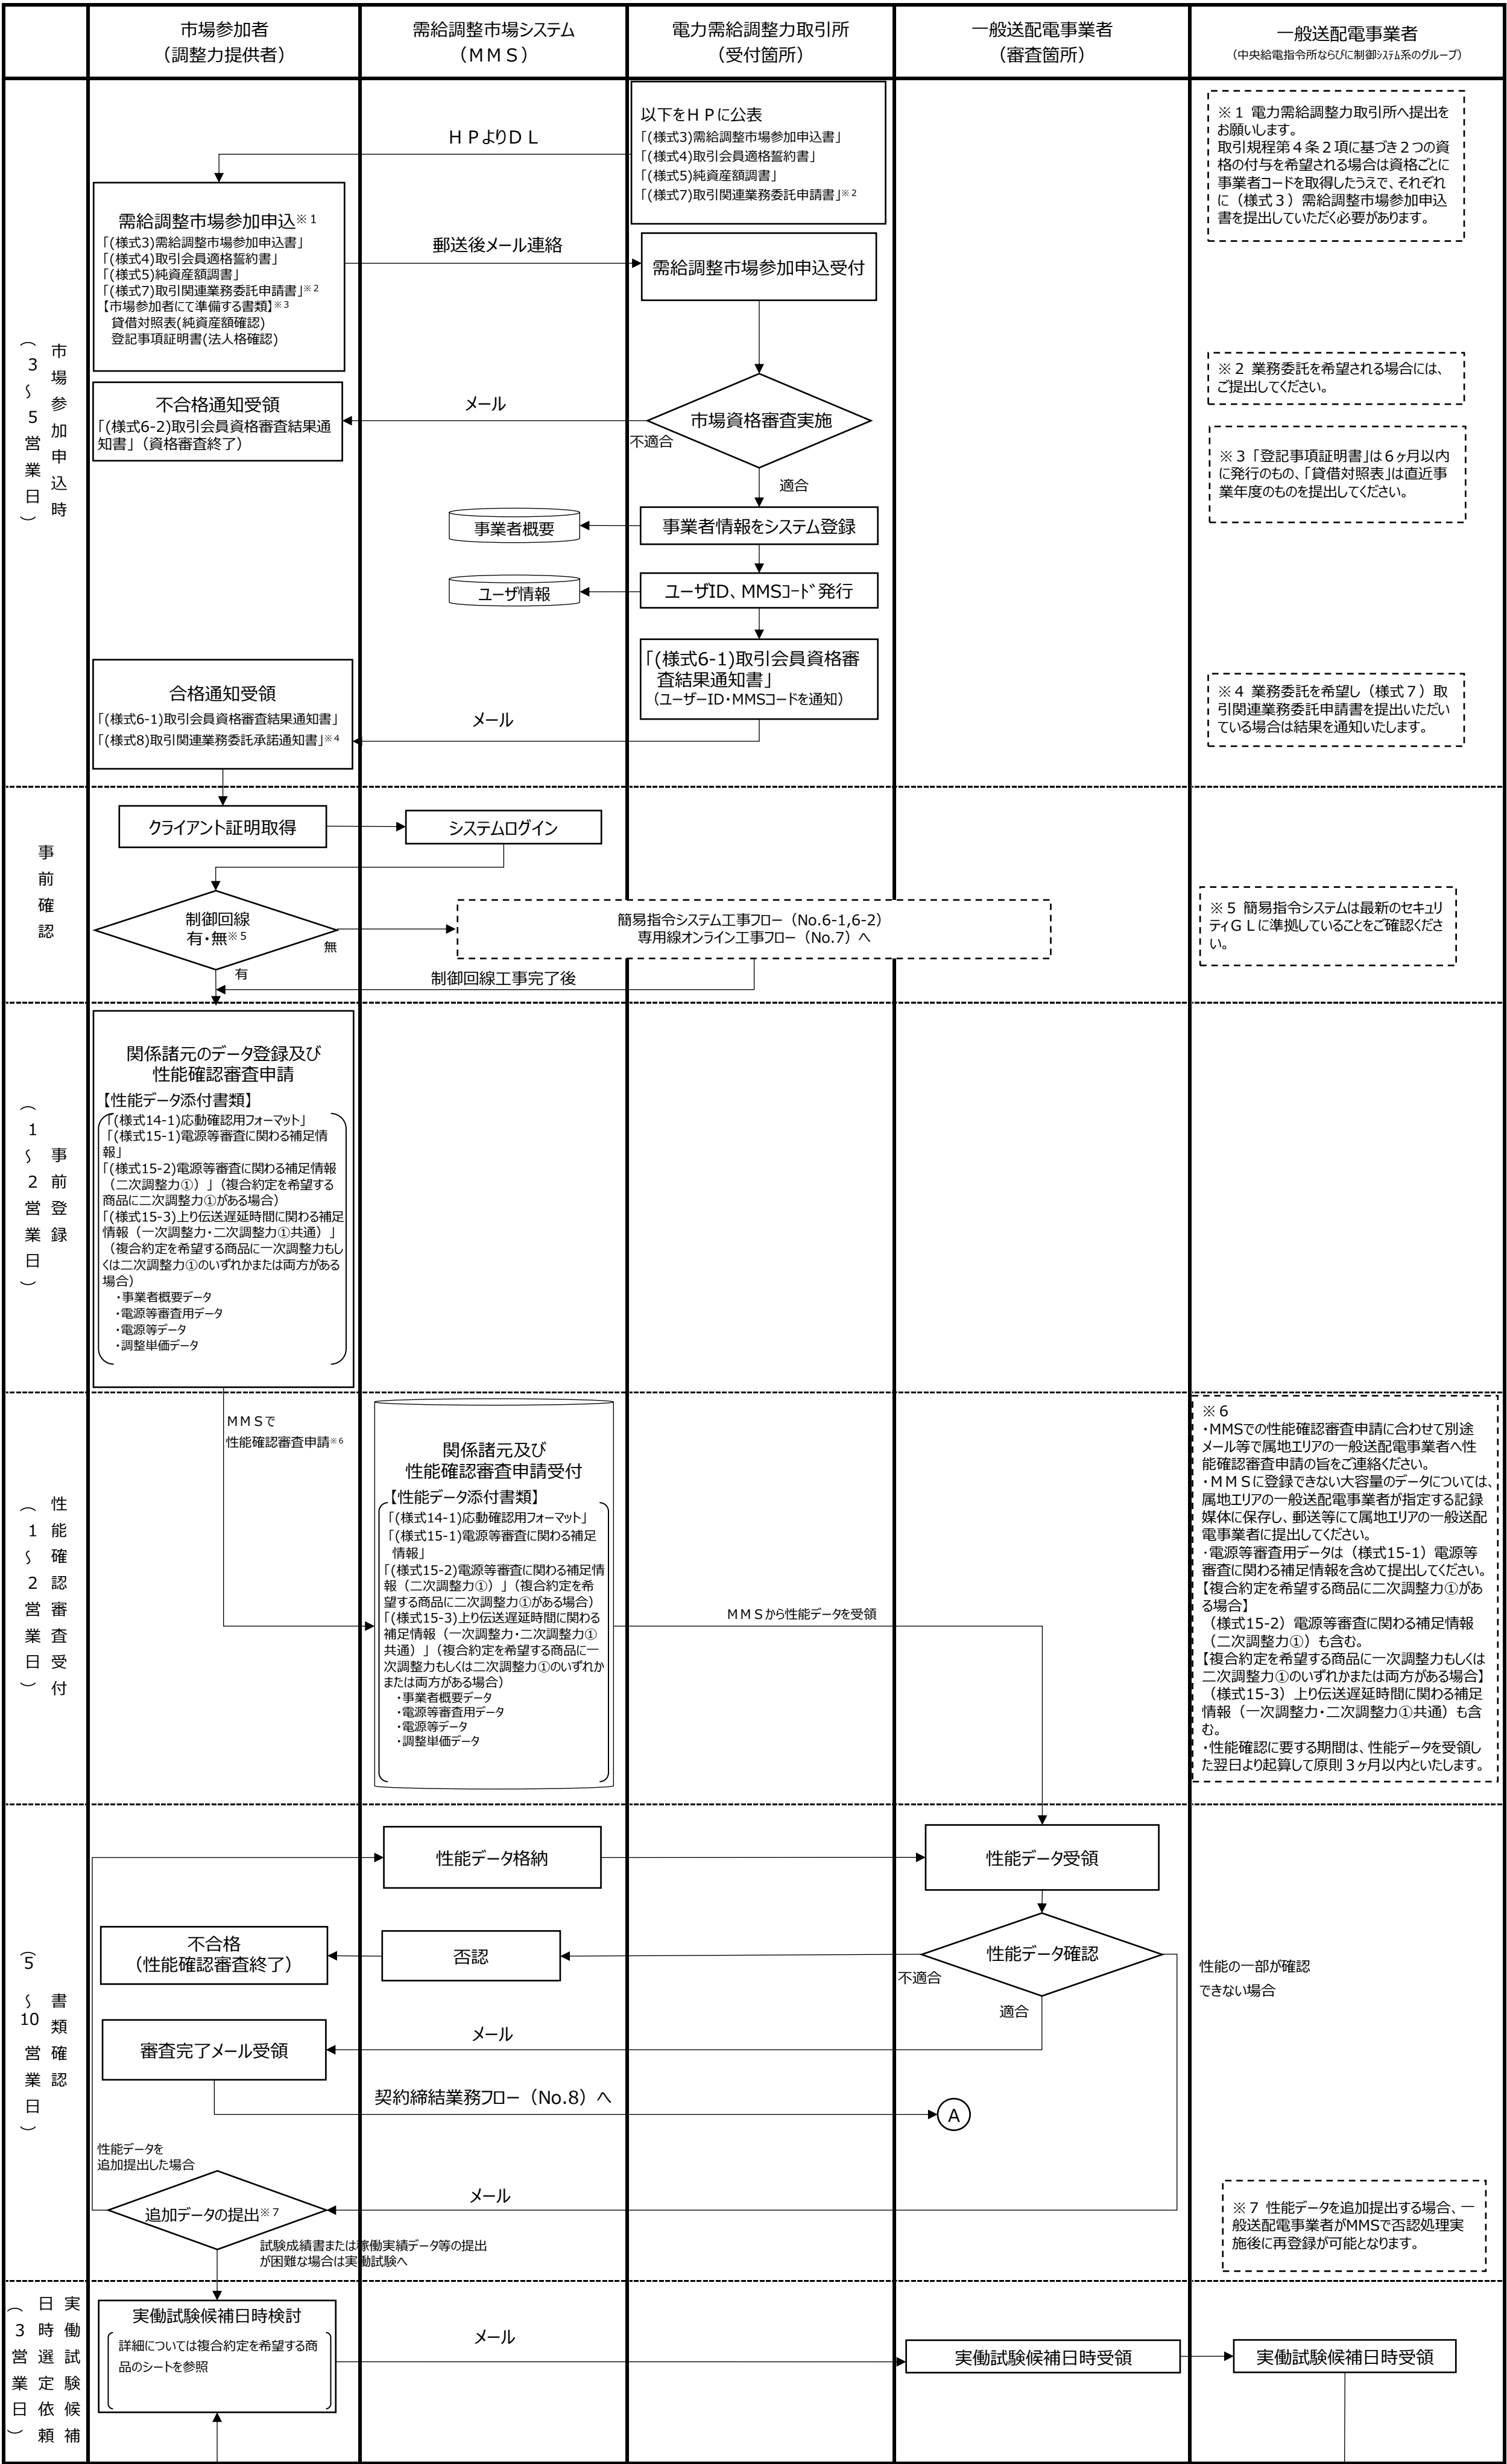 市場参加者
（調整力提供者）
需給調整市場システム
（ＭＭＳ）
電力需給調整力取引所
（受付箇所）
一般送配電事業者
（審査箇所）
一般送配電事業者
（中央給電指令所ならびに制御ｼｽﾃﾑ系のグループ）
市場参加申込時
（3～5営業日）
以下をＨＰに公表
「(様式3)需給調整市場参加申込書」
「(様式4)取引会員適格誓約書」
「(様式5)純資産額調書」
「(様式7)取引関連業務委託申請書」※２
ＨＰよりＤＬ
※１ 電力需給調整力取引所へ提出を
お願いします。
取引規程第４条２項に基づき２つの資
格の付与を希望される場合は資格ごとに
事業者コードを取得したうえで、それぞれ
に（様式３）需給調整市場参加申込
書を提出していただく必要があります。
需給調整市場参加申込※１
「(様式3)需給調整市場参加申込書」
「(様式4)取引会員適格誓約書」
「(様式5)純資産額調書」
「(様式7)取引関連業務委託申請書」※２
【市場参加者にて準備する書類】※３
貸借対照表(純資産額確認)
登記事項証明書(法人格確認)
郵送後メール連絡
需給調整市場参加申込受付
※２ 業務委託を希望される場合には、
ご提出してください。
不合格通知受領
「(様式6-2)取引会員資格審査結果通
知書」（資格審査終了）
メール
市場資格審査実施
不適合
適合
※３「登記事項証明書」は６ヶ月以内
に発行のもの、「貸借対照表」は直近事
業年度のものを提出してください。
事業者概要
事業者情報をシステム登録
ユーザ情報
ユーザID、MMSｺｰﾄﾞ発行
「(様式6-1)取引会員資格審
査結果通知書」
（ユーザーID・MMSコードを通知）
合格通知受領
「(様式6-1)取引会員資格審査結果通知書」
「(様式8)取引関連業務委託承諾通知書」※４
メール
※４ 業務委託を希望し（様式７）取
引関連業務委託申請書を提出いただい
ている場合は結果を通知いたします。
事前確認
クライアント証明取得
システムログイン
制御回線
有・無※５
無
有
簡易指令システム工事フロー（No.6-1,6-2）
専用線オンライン工事フロー（No.7）へ
制御回線工事完了後
※５ 簡易指令システムは最新のセキュリ
ティＧＬに準拠していることをご確認くださ
い。
事前登録
（1～2営業日）
関係諸元のデータ登録及び
性能確認審査申請
【性能データ添付書類】
「(様式14-1)応動確認用フォーマット」
「(様式15-1)電源等審査に関わる補足情
報」
「(様式15-2)電源等審査に関わる補足情報
（二次調整力①）」（複合約定を希望する
商品に二次調整力①がある場合）
「(様式15-3)上り伝送遅延時間に関わる補足
情報（一次調整力・二次調整力①共通）」
（複合約定を希望する商品に一次調整力もし
くは二次調整力①のいずれかまたは両方がある
場合）
・事業者概要データ
・電源等審査用データ
・電源等データ
・調整単価データ
性能確認審査受付
（1～2営業日）
ＭＭＳで
性能確認審査申請※６
関係諸元及び
性能確認審査申請受付
【性能データ添付書類】
「(様式14-1)応動確認用フォーマット」
「(様式15-1)電源等審査に関わる補足
情報」
「(様式15-2)電源等審査に関わる補足情
報（二次調整力①）」（複合約定を希
望する商品に二次調整力①がある場合）
「(様式15-3)上り伝送遅延時間に関わる
補足情報（一次調整力・二次調整力①
共通）」（複合約定を希望する商品に一
次調整力もしくは二次調整力①のいずれか
または両方がある場合）
・事業者概要データ
・電源等審査用データ
・電源等データ
・調整単価データ
ＭＭＳから性能データを受領
※６
・MMSでの性能確認審査申請に合わせて別途
メール等で属地エリアの一般送配電事業者へ性
能確認審査申請の旨をご連絡ください。
・ＭＭＳに登録できない大容量のデータについては、
属地エリアの一般送配電事業者が指定する記録
媒体に保存し、郵送等にて属地エリアの一般送配
電事業者に提出してください。
・電源等審査用データは（様式15-1）電源等
審査に関わる補足情報を含めて提出してください。
【複合約定を希望する商品に二次調整力①があ
る場合】
（様式15-2）電源等審査に関わる補足情報
（二次調整力①）も含む。
【複合約定を希望する商品に一次調整力もしくは
二次調整力①のいずれかまたは両方がある場合】
（様式15-3）上り伝送遅延時間に関わる補足
情報（一次調整力・二次調整力①共通）も含
む。
・性能確認に要する期間は、性能データを受領し
た翌日より起算して原則３ヶ月以内といたします。
書類確認
（5～10営業日）
性能データ格納
性能データ受領
不合格
（性能確認審査終了）
否認
性能データ確認
不適合
適合
性能の一部が確認
できない場合
審査完了メール受領
メール
契約締結業務フロー（No.8）へ
A
性能データを
追加提出した場合
追加データの提出※７
メール
試験成績書または稼働実績データ等の提出
が困難な場合は実働試験へ
※７ 性能データを追加提出する場合、一
般送配電事業者がMMSで否認処理実
施後に再登録が可能となります。
実働試験候補
日時選定依頼
（3営業日）
実働試験候補日時検討
詳細については複合約定を希望する商
品のシートを参照
メール
実働試験候補日時受領
実働試験候補日時受領